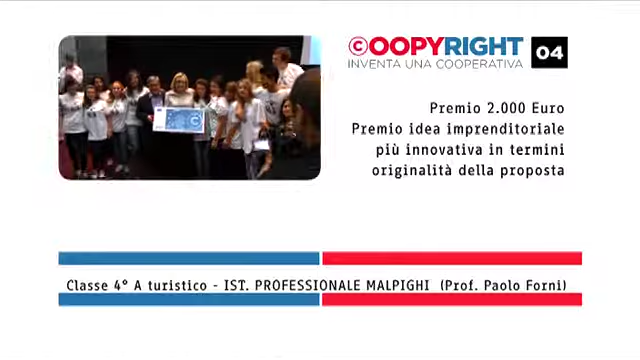 ©OOPYRIGHT 04
INVENTA UNA COOPERATIVA
Premio 2.000 Euro
Premio idea imprenditoriale
più innovativa in termini
originalità della proposta
Classe 4° A turistico - IST. PROFESSIONALE MALPIGHI (Prof. Paolo Forni)